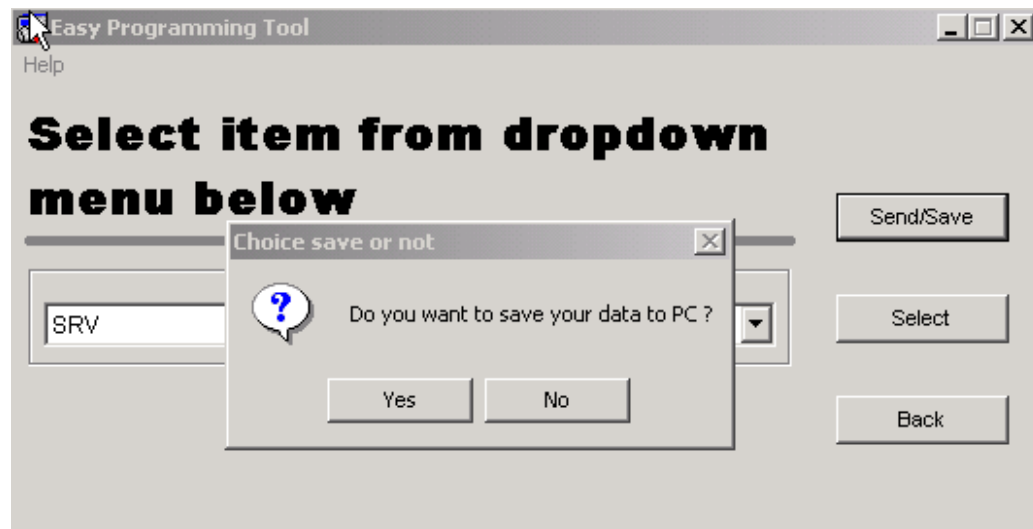 Easy Programming Tool
Help
Select item from dropdown
menu below
Send/Save
Choice save or not
Do you want to save your data to PC ?
SRV
Select
Yes
No
Back